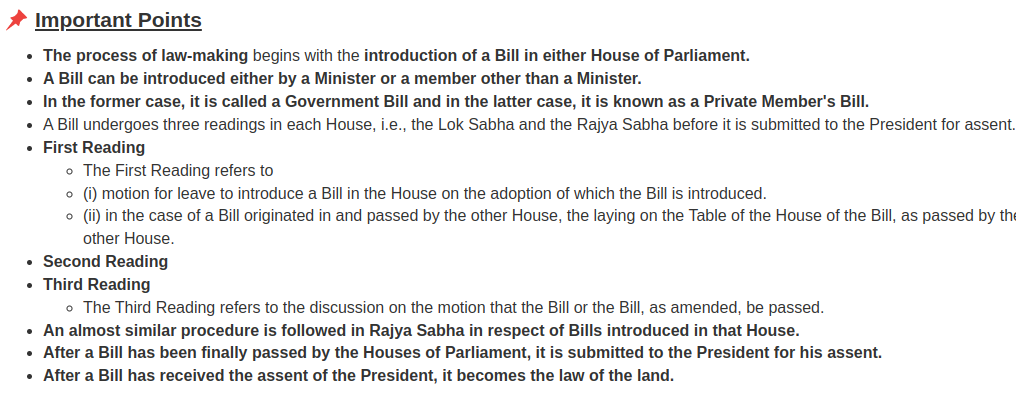 Important Points
The process of law-making begins with the introduction of a Bill in either House of Parliament.
A Bill can be introduced either by a Minister or a member other than a Minister.
In the former case, it is called a Government Bill and in the latter case, it is known as a Private Member's Bill.
A Bill undergoes three readings in each House, i.e., the Lok Sabha and the Rajya Sabha before it is submitted to the President for assent.
First Reading
The First Reading refers to
(i) motion for leave to introduce a Bill in the House on the adoption of which the Bill is introduced.
(ii) in the case of a Bill originated in and passed by the other House, the laying on the Table of the House of the Bill, as passed by the
other House.
Second Reading
Third Reading
The Third Reading refers to the discussion on the motion that the Bill or the Bill, as amended, be passed.
An almost similar procedure is followed in Rajya Sabha in respect of Bills introduced in that House.
After a Bill has been finally passed by the Houses of Parliament, it is submitted to the President for his assent.
After a Bill has received the assent of the President, it becomes the law of the land.